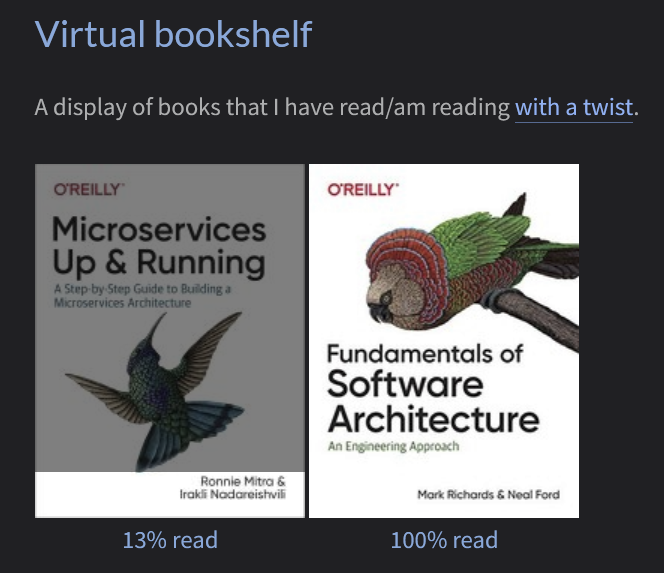 Virtual bookshelf
A display of books that I have read/am reading with a twist.
O'REILLY®
Microservices
Up & Running
A Step-by-Step Guide to Building a
Microservices Architecture
Ronnie Mitra &
Irakli Nadareishvili
13% read
O'REILLY®
Fundamentals of
Software
Architecture
An Engineering Approach
Mark Richards & Neal Ford
100% read